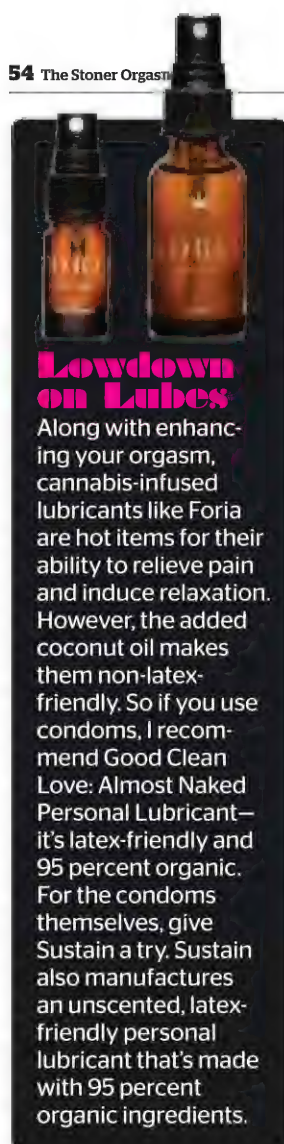 54 The Stoner Orgasm
Lowdown
on Lubes
Along with enhanc-
ing your orgasm,
cannabis-infused
lubricants like Foria
are hot items for their
ability to relieve pain
and induce relaxation.
However, the added
coconut oil makes
them non-latex-
friendly. So if you use
condoms, I recom-
mend Good Clean
Love: Almost Naked
Personal Lubricant—
it's latex-friendly and
95 percent organic.
For the condoms
themselves, give
Sustain a try. Sustain
also manufactures
an unscented, latex-
friendly personal
lubricant that's made
with 95 percent
organic ingredients.